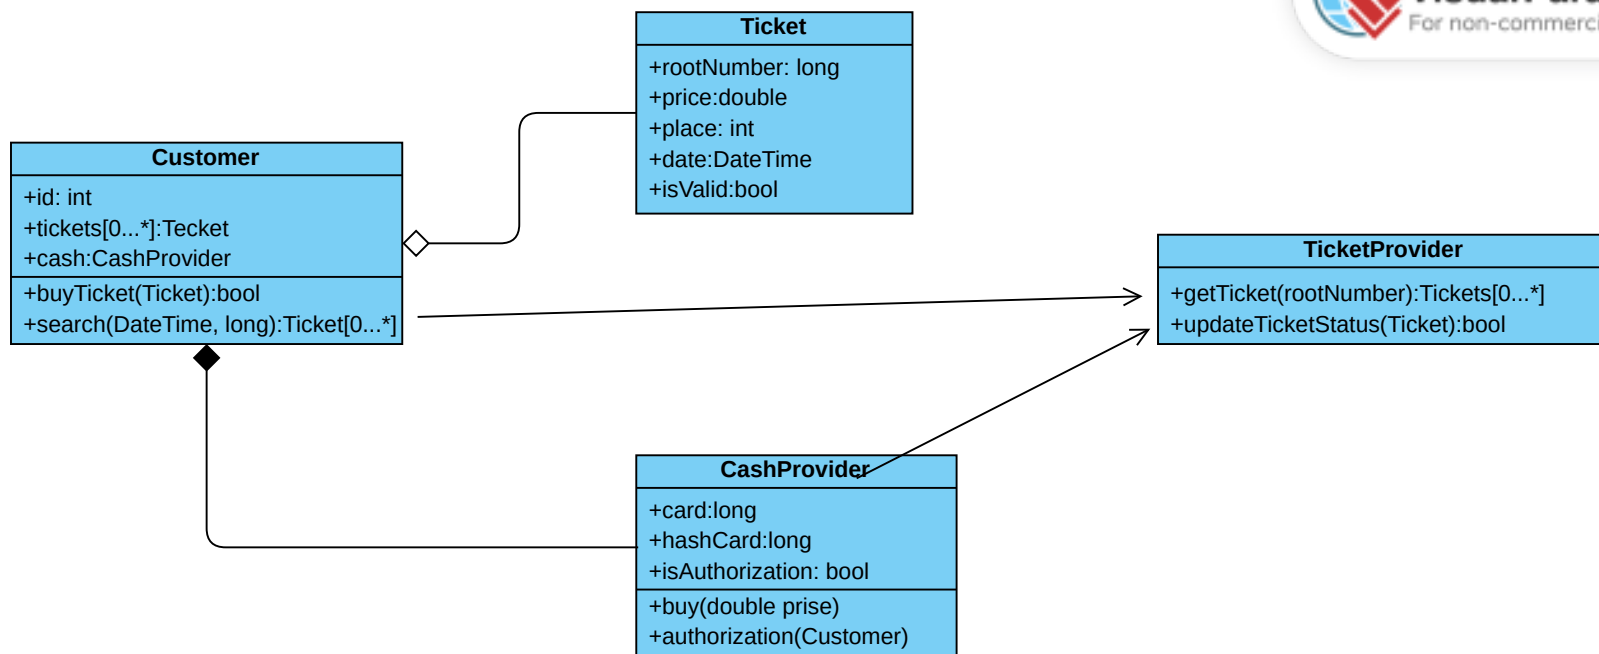 Ticket
+rootNumber: long
+price:double
+place: int
+date:DateTime
+isValid:bool
For non-commerci
Customer
+id: int
+tickets[0...*]:Tecket
+cash:CashProvider
+buyTicket(Ticket):bool
+search(DateTime, long):Ticket[0...*]
TicketProvider
+getTicket(rootNumber):Tickets[0...*]
+updateTicketStatus(Ticket):bool
CashProvider
+card:long
+hashCard:long
+isAuthorization: bool
+buy(double prise)
+authorization(Customer)